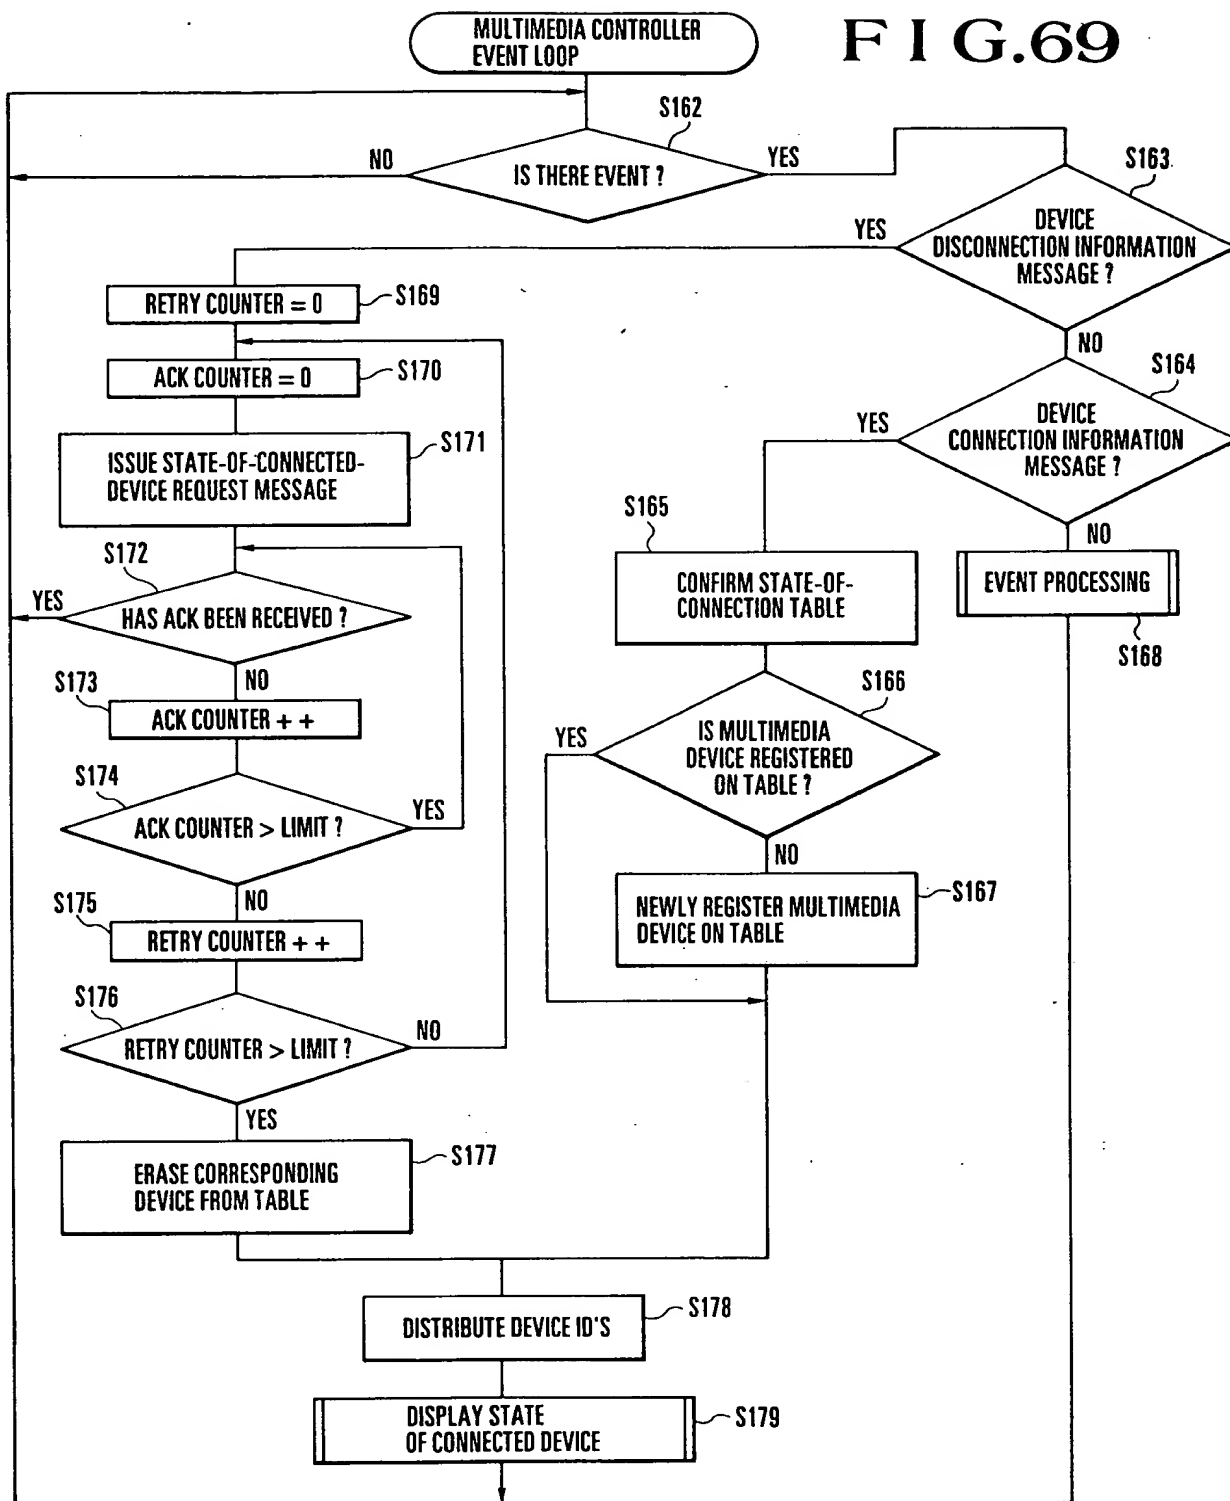 MULTIMEDIA CONTROLLER
EVENT LOOP
FIG.69
S162
IS THERE EVENT ?
NO
YES
S163
DEVICE
DISCONNECTION INFORMATION
MESSAGE ?
YES
NO
S169
RETRY COUNTER = 0
S164
DEVICE
CONNECTION INFORMATION
MESSAGE ?
YES
NO
S170
ACK COUNTER = 0
S171
ISSUE STATE-OF-CONNECTED-
DEVICE REQUEST MESSAGE
S165
CONFIRM STATE-OF-
CONNECTION TABLE
EVENT PROCESSING
S168
S172
YES
HAS ACK BEEN RECEIVED ?
NO
S173
ACK COUNTER + +
S166
YES
IS MULTIMEDIA
DEVICE REGISTERED
ON TABLE ?
NO
S174
ACK COUNTER > LIMIT ?
YES
NO
S167
NEWLY REGISTER MULTIMEDIA
DEVICE ON TABLE
S175
RETRY COUNTER + +
S176
RETRY COUNTER > LIMIT ?
NO
YES
S177
ERASE CORRESPONDING
DEVICE FROM TABLE
S178
DISTRIBUTE DEVICE ID'S
S179
DISPLAY STATE
OF CONNECTED DEVICE